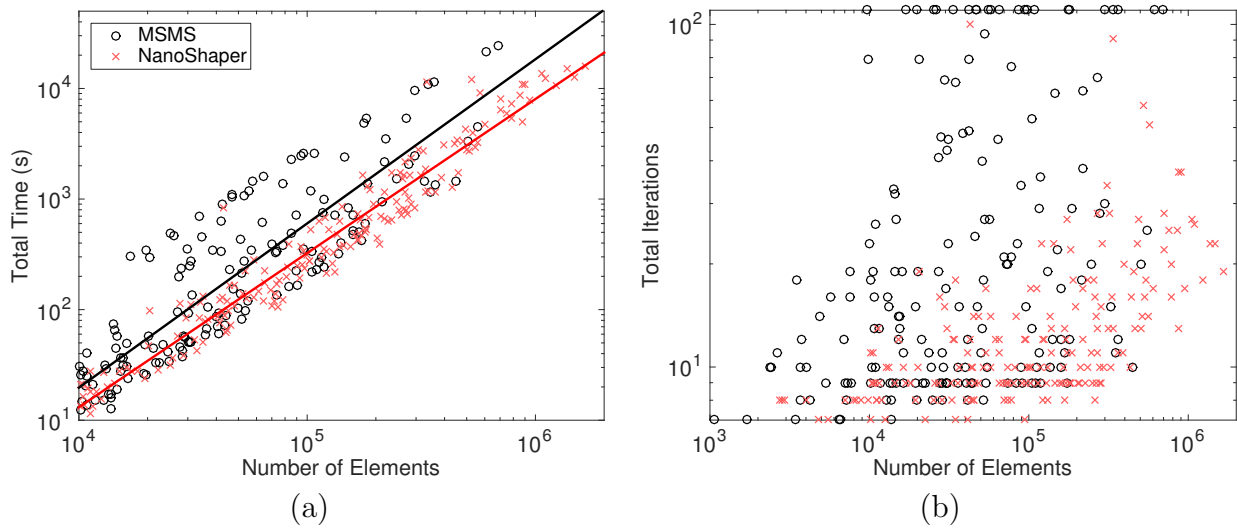 MSMS
NanoShaper
Total Time (s)
10^4
10^3
10^2
10^1
10^4
10^5
10^6
Number of Elements
(a)
Total Iterations
10^2
10^1
10^3
10^4
10^5
10^6
Number of Elements
(b)